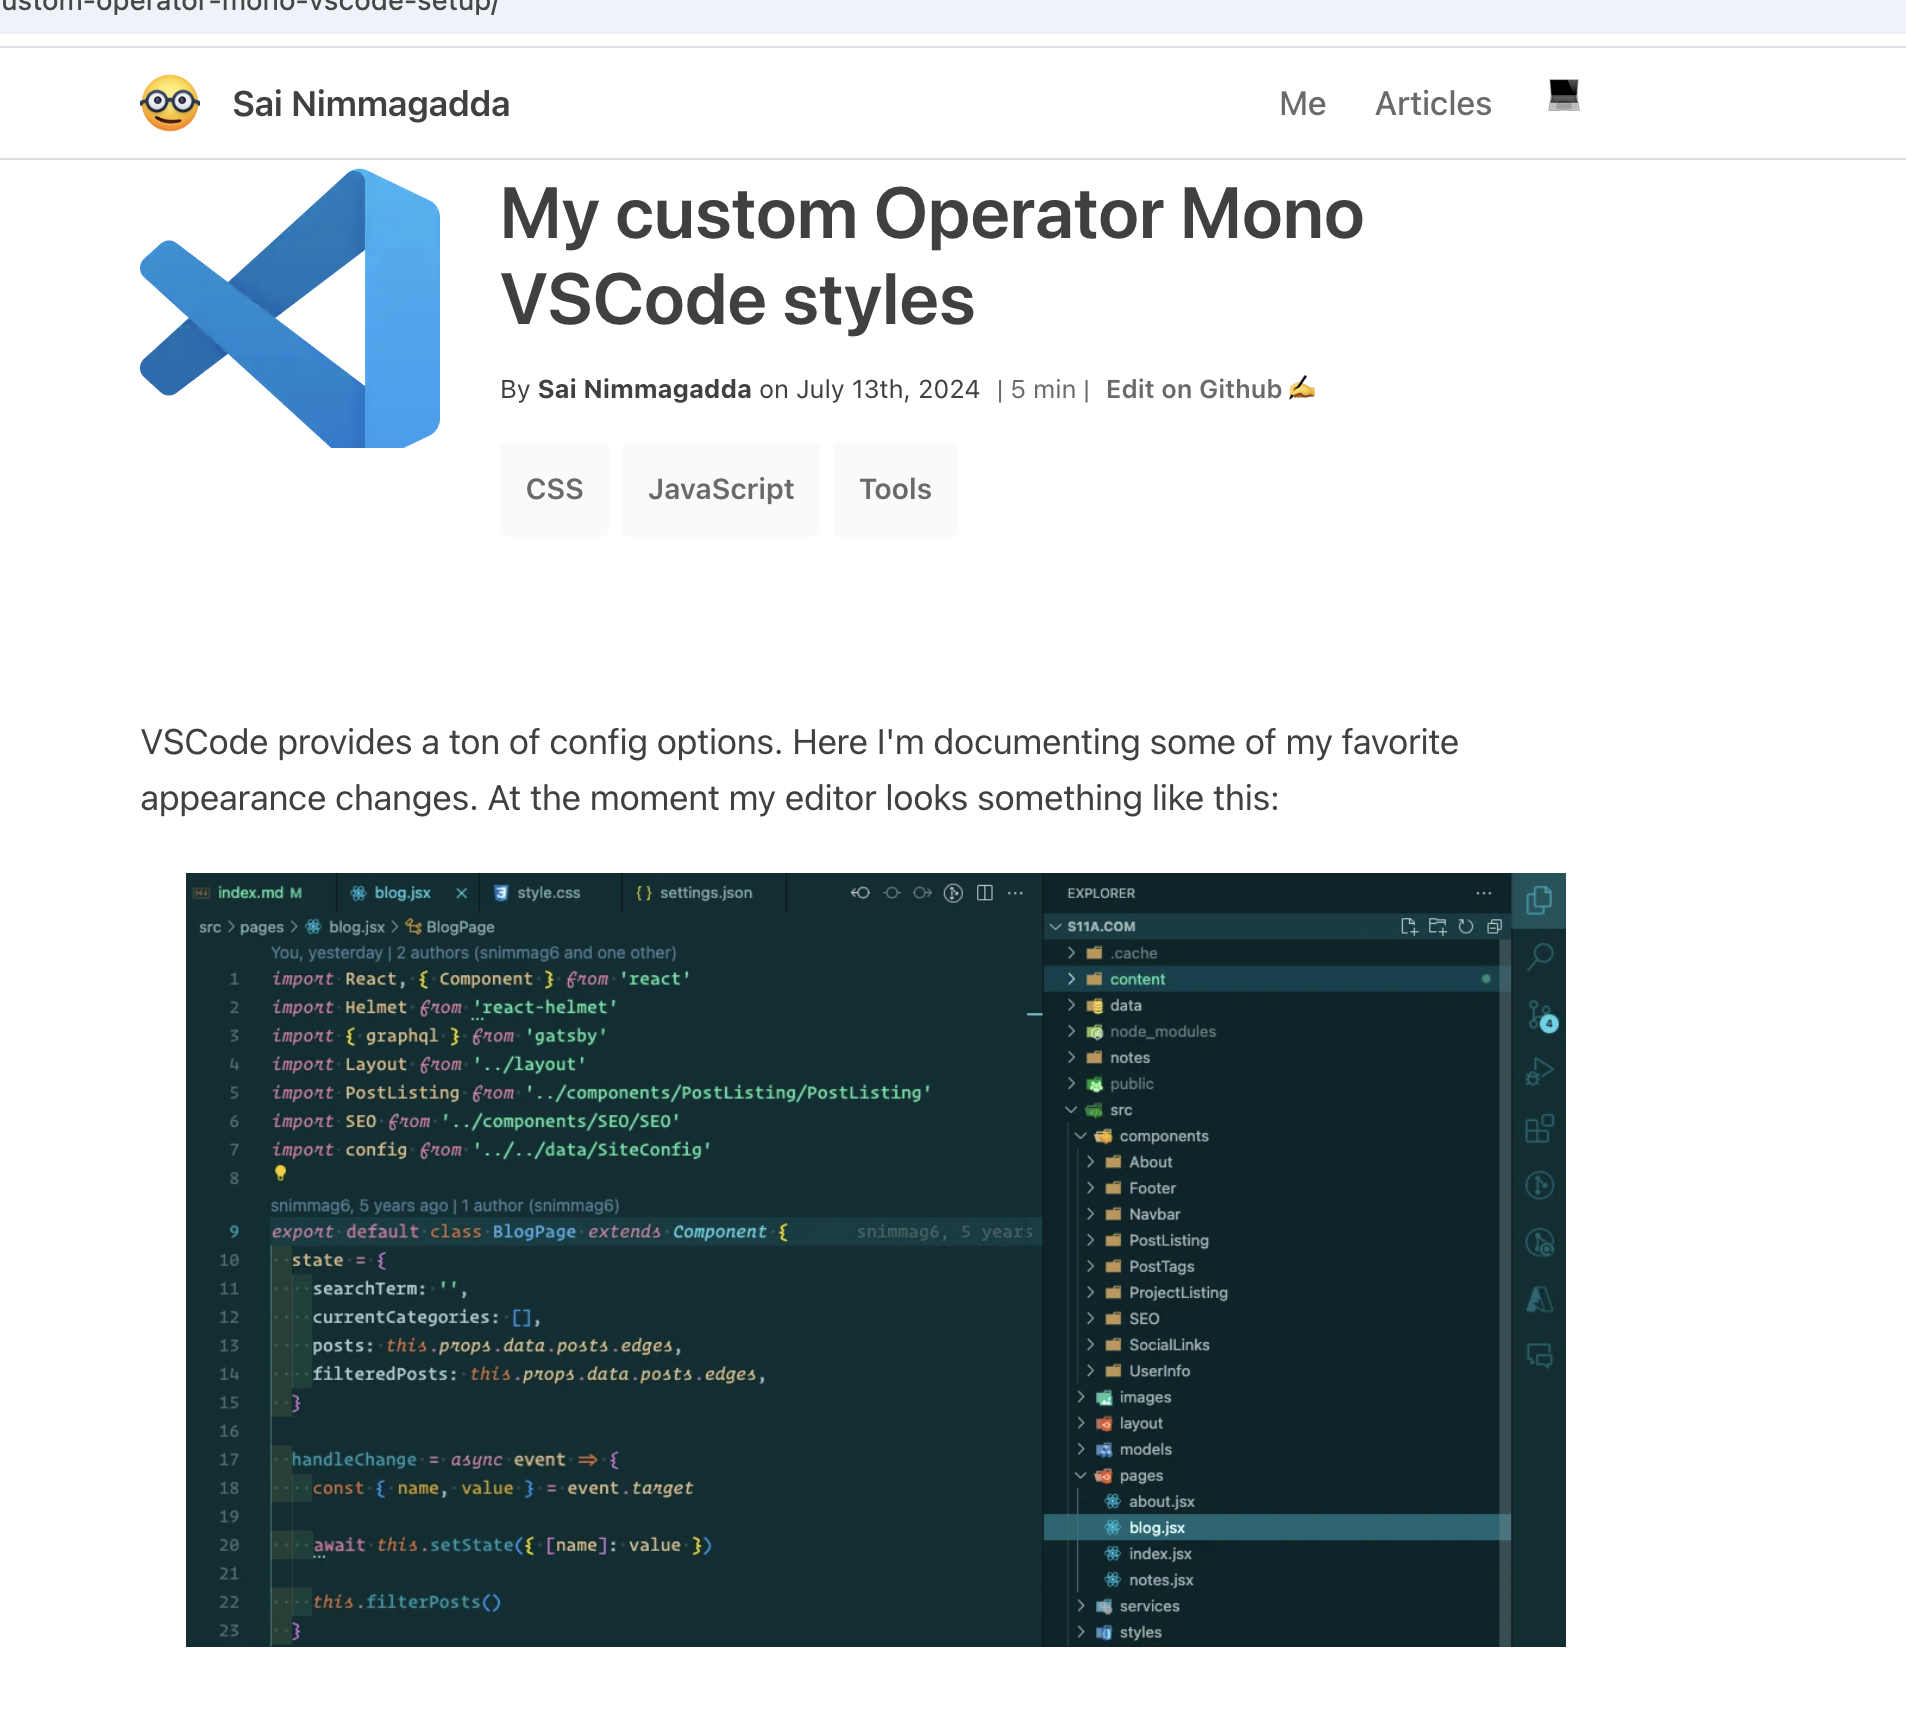 ustom-operator-mono-vscode-setup/
Sai Nimmagadda
Me Articles
My custom Operator Mono
VSCode styles
By Sai Nimmagadda on July 13th, 2024 | 5 min | Edit on Github ✍️
CSS JavaScript Tools
VSCode provides a ton of config options. Here I'm documenting some of my favorite
appearance changes. At the moment my editor looks something like this:
index.md M blog.jsx × style.css {} settings.json ···
src > pages > blog.jsx > BlogPage
You, yesterday | 2 authors (snimmag6 and one other)
1 import React, { Component } from 'react'
2 import Helmet from 'react-helmet'
3 import { graphql } from 'gatsby'
4 import Layout from '../layout'
5 import PostListing from '../components/PostListing/PostListing'
6 import SEO from '../components/SEO/SEO'
7 import config from '../../data/SiteConfig'
8
snimmag6, 5 years ago | 1 author (snimmag6)
9 export default class BlogPage extends Component { snimmag6, 5 years
10 state = {
11 searchTerm: '',
12 currentCategories: [],
13 posts: this.props.data.posts.edges,
14 filteredPosts: this.props.data.posts.edges,
15 }
16
17 handleChange = async event => {
18 const { name, value } = event.target
19
20 await this.setState({ [name]: value })
21
22 this.filterPosts()
23 }
EXPLORER ···
S11A.COM
.cache
content
data
node_modules
notes
public
src
components
About
Footer
Navbar
PostListing
PostTags
ProjectListing
SEO
SocialLinks
UserInfo
images
layout
models
pages
about.jsx
blog.jsx
index.jsx
notes.jsx
services
styles
4